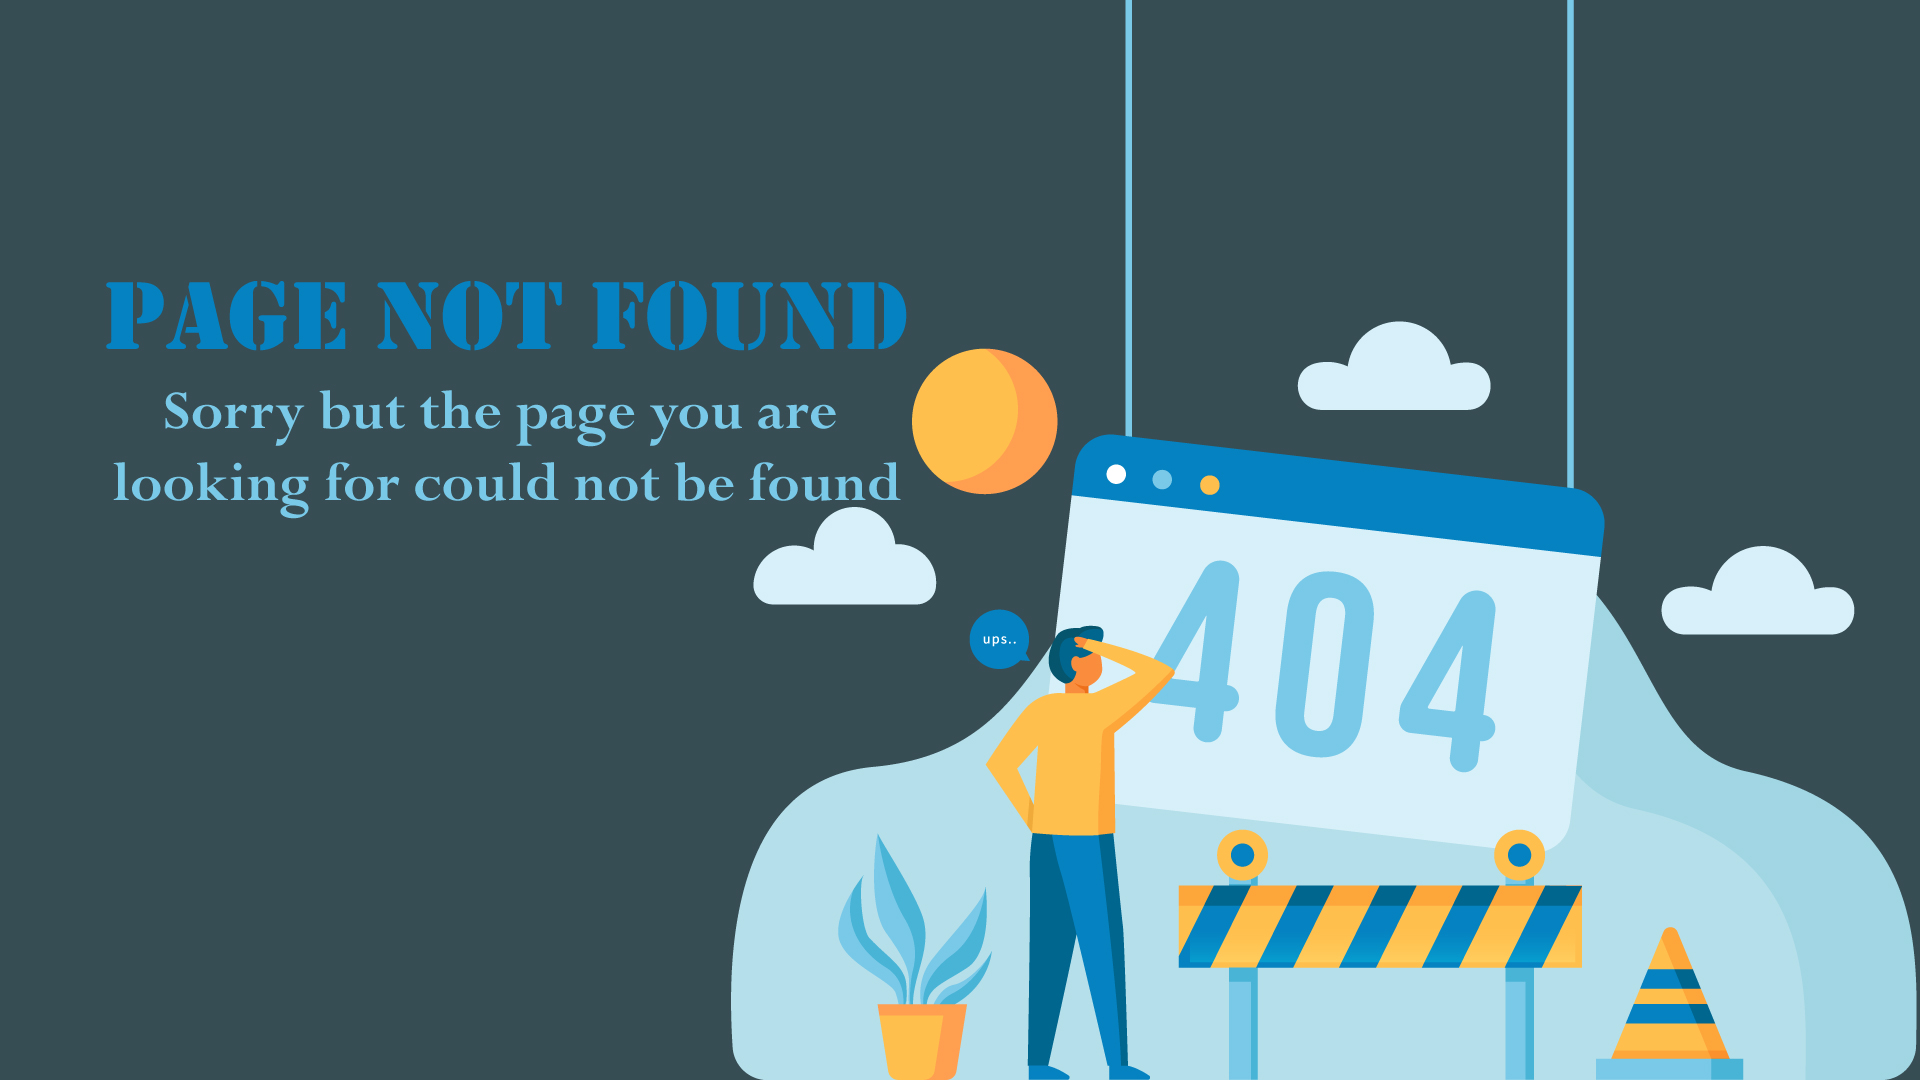 PAGE NOT FOUND
Sorry but the page you are
looking for could not be found
404
ups..